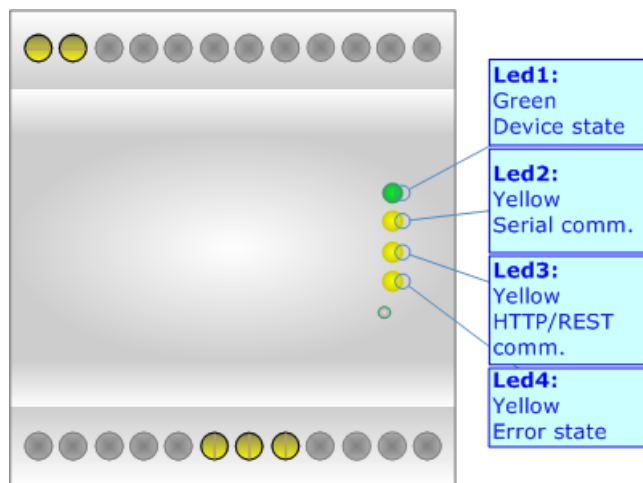 Led1:
Green
Device state
Led2:
Yellow
Serial comm.
Led3:
Yellow
HTTP/REST
comm.
Led4:
Yellow
Error state